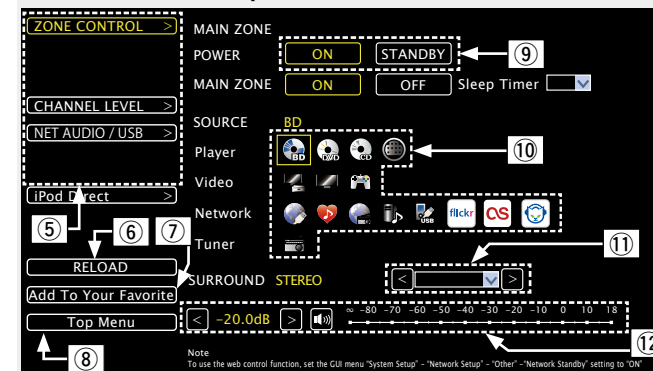 ZONE CONTROL >
MAIN ZONE
POWER ON STANDBY ⑨
MAIN ZONE ON OFF Sleep Timer
CHANNEL LEVEL >
SOURCE BD
NET AUDIO / USB >
Player BD DVD CD ⑩
Video
iPod Direct >
Network USB flickr
⑤ ⑥ ⑦
Tuner
⑪
RELOAD
SURROUND STEREO < >
Add To Your Favorite
∞ -80 -70 -60 -50 -40 -30 -20 -10 0 10 18
Top Menu < -20.0dB >
⑫
⑧
Note
To use the web control function, set the GUI menu "System Setup" - "Network Setup" - "Other" -"Network Standby" setting to "ON"